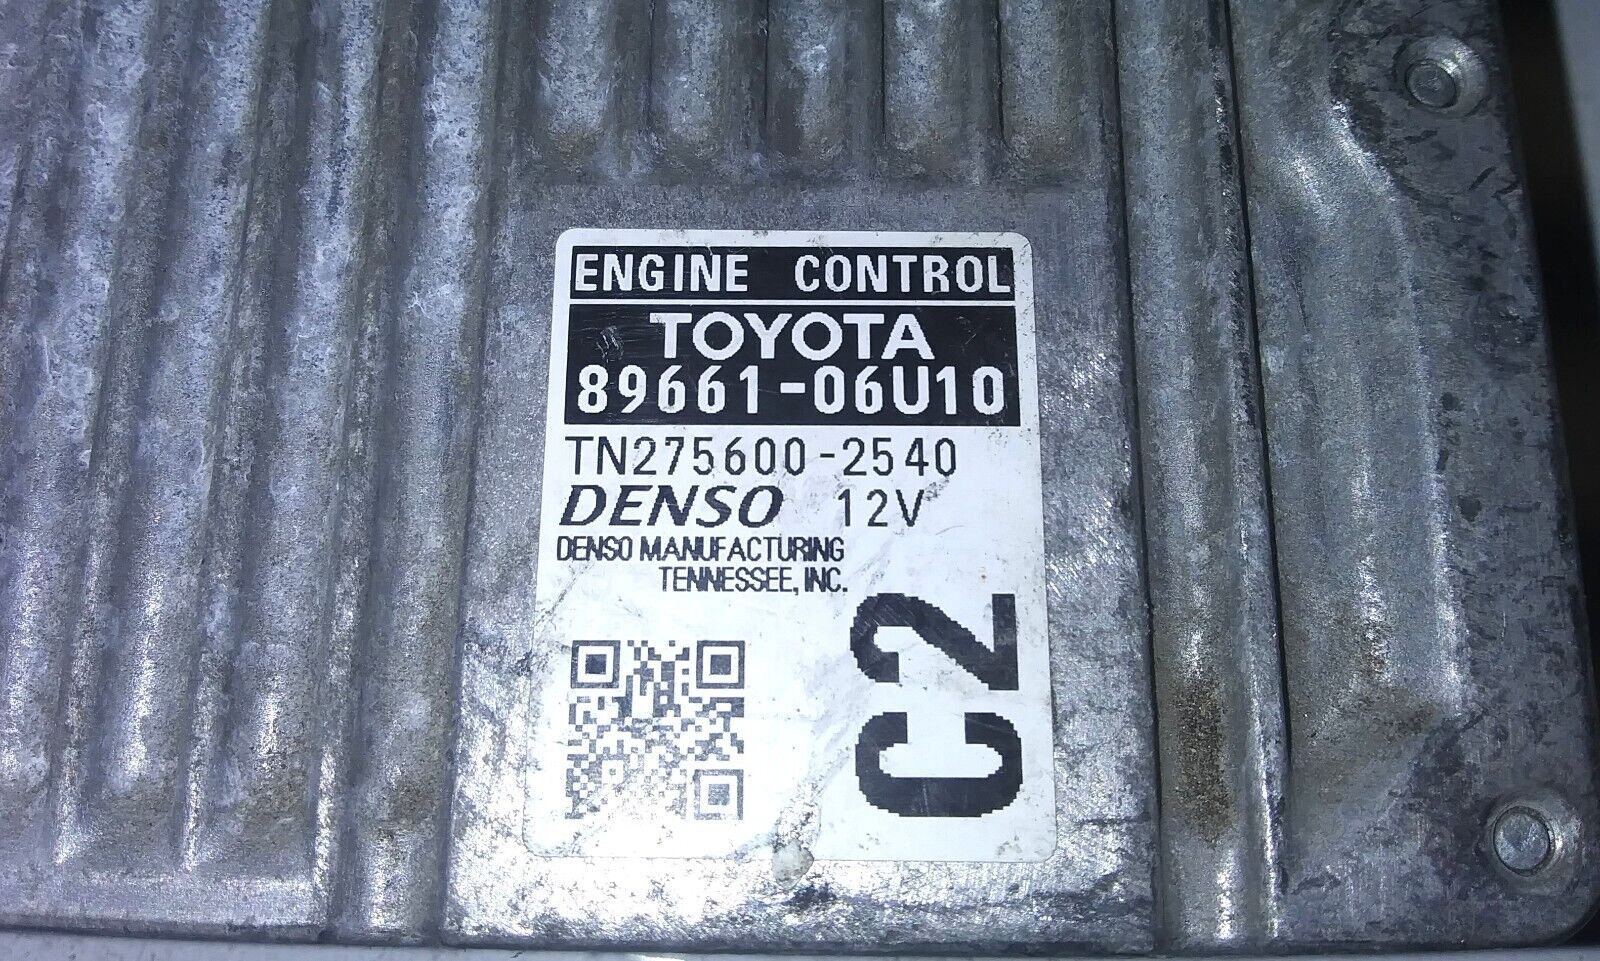 ENGINE CONTROL
TOYOTA
89661-06U10
TN275600-2540
DENSO 12V
DENSO MANUFACTURING
TENNESSEE, INC.
C2